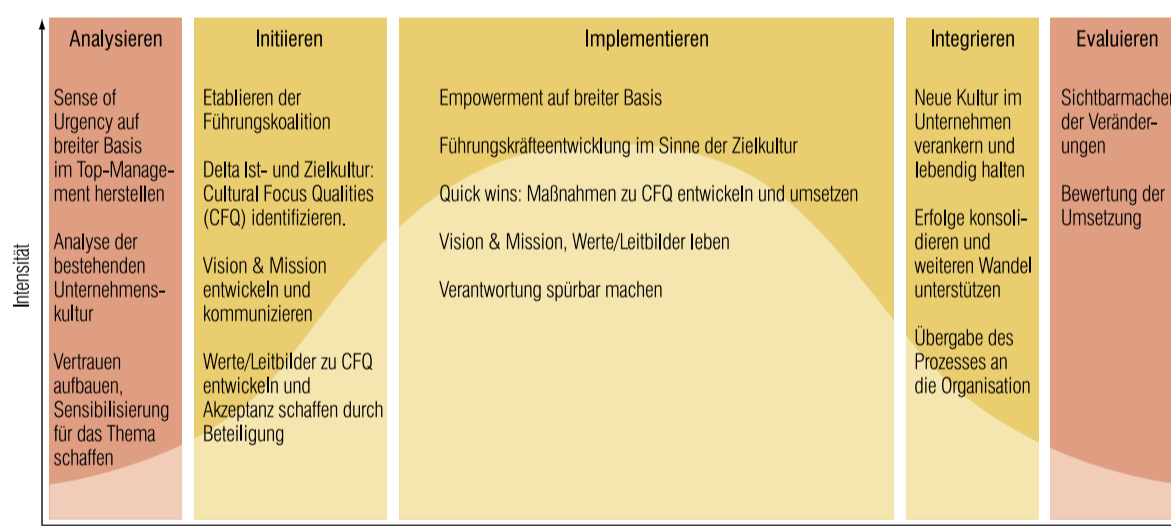 Intensität
Analysieren
Sense of
Urgency auf
breiter Basis
im Top-Manage-
ment herstellen
Analyse der
bestehenden
Unternehmens-
kultur
Vertrauen
aufbauen,
Sensibilisierung
für das Thema
schaffen
Initiieren
Etablieren der
Führungskoalition
Delta Ist- und Zielkultur:
Cultural Focus Qualities
(CFQ) identifizieren.
Vision & Mission
entwickeln und
kommunizieren
Werte/Leitbilder zu CFQ
entwickeln und
Akzeptanz schaffen durch
Beteiligung
Implementieren
Empowerment auf breiter Basis
Führungskräfteentwicklung im Sinne der Zielkultur
Quick wins: Maßnahmen zu CFQ entwickeln und umsetzen
Vision & Mission, Werte/Leitbilder leben
Verantwortung spürbar machen
Integrieren
Neue Kultur im
Unternehmen
verankern und
lebendig halten
Erfolge konsoli-
dieren und
weiteren Wandel
unterstützen
Übergabe des
Prozesses an
die Organisation
Evaluieren
Sichtbarmachen
der Veränder-
ungen
Bewertung der
Umsetzung